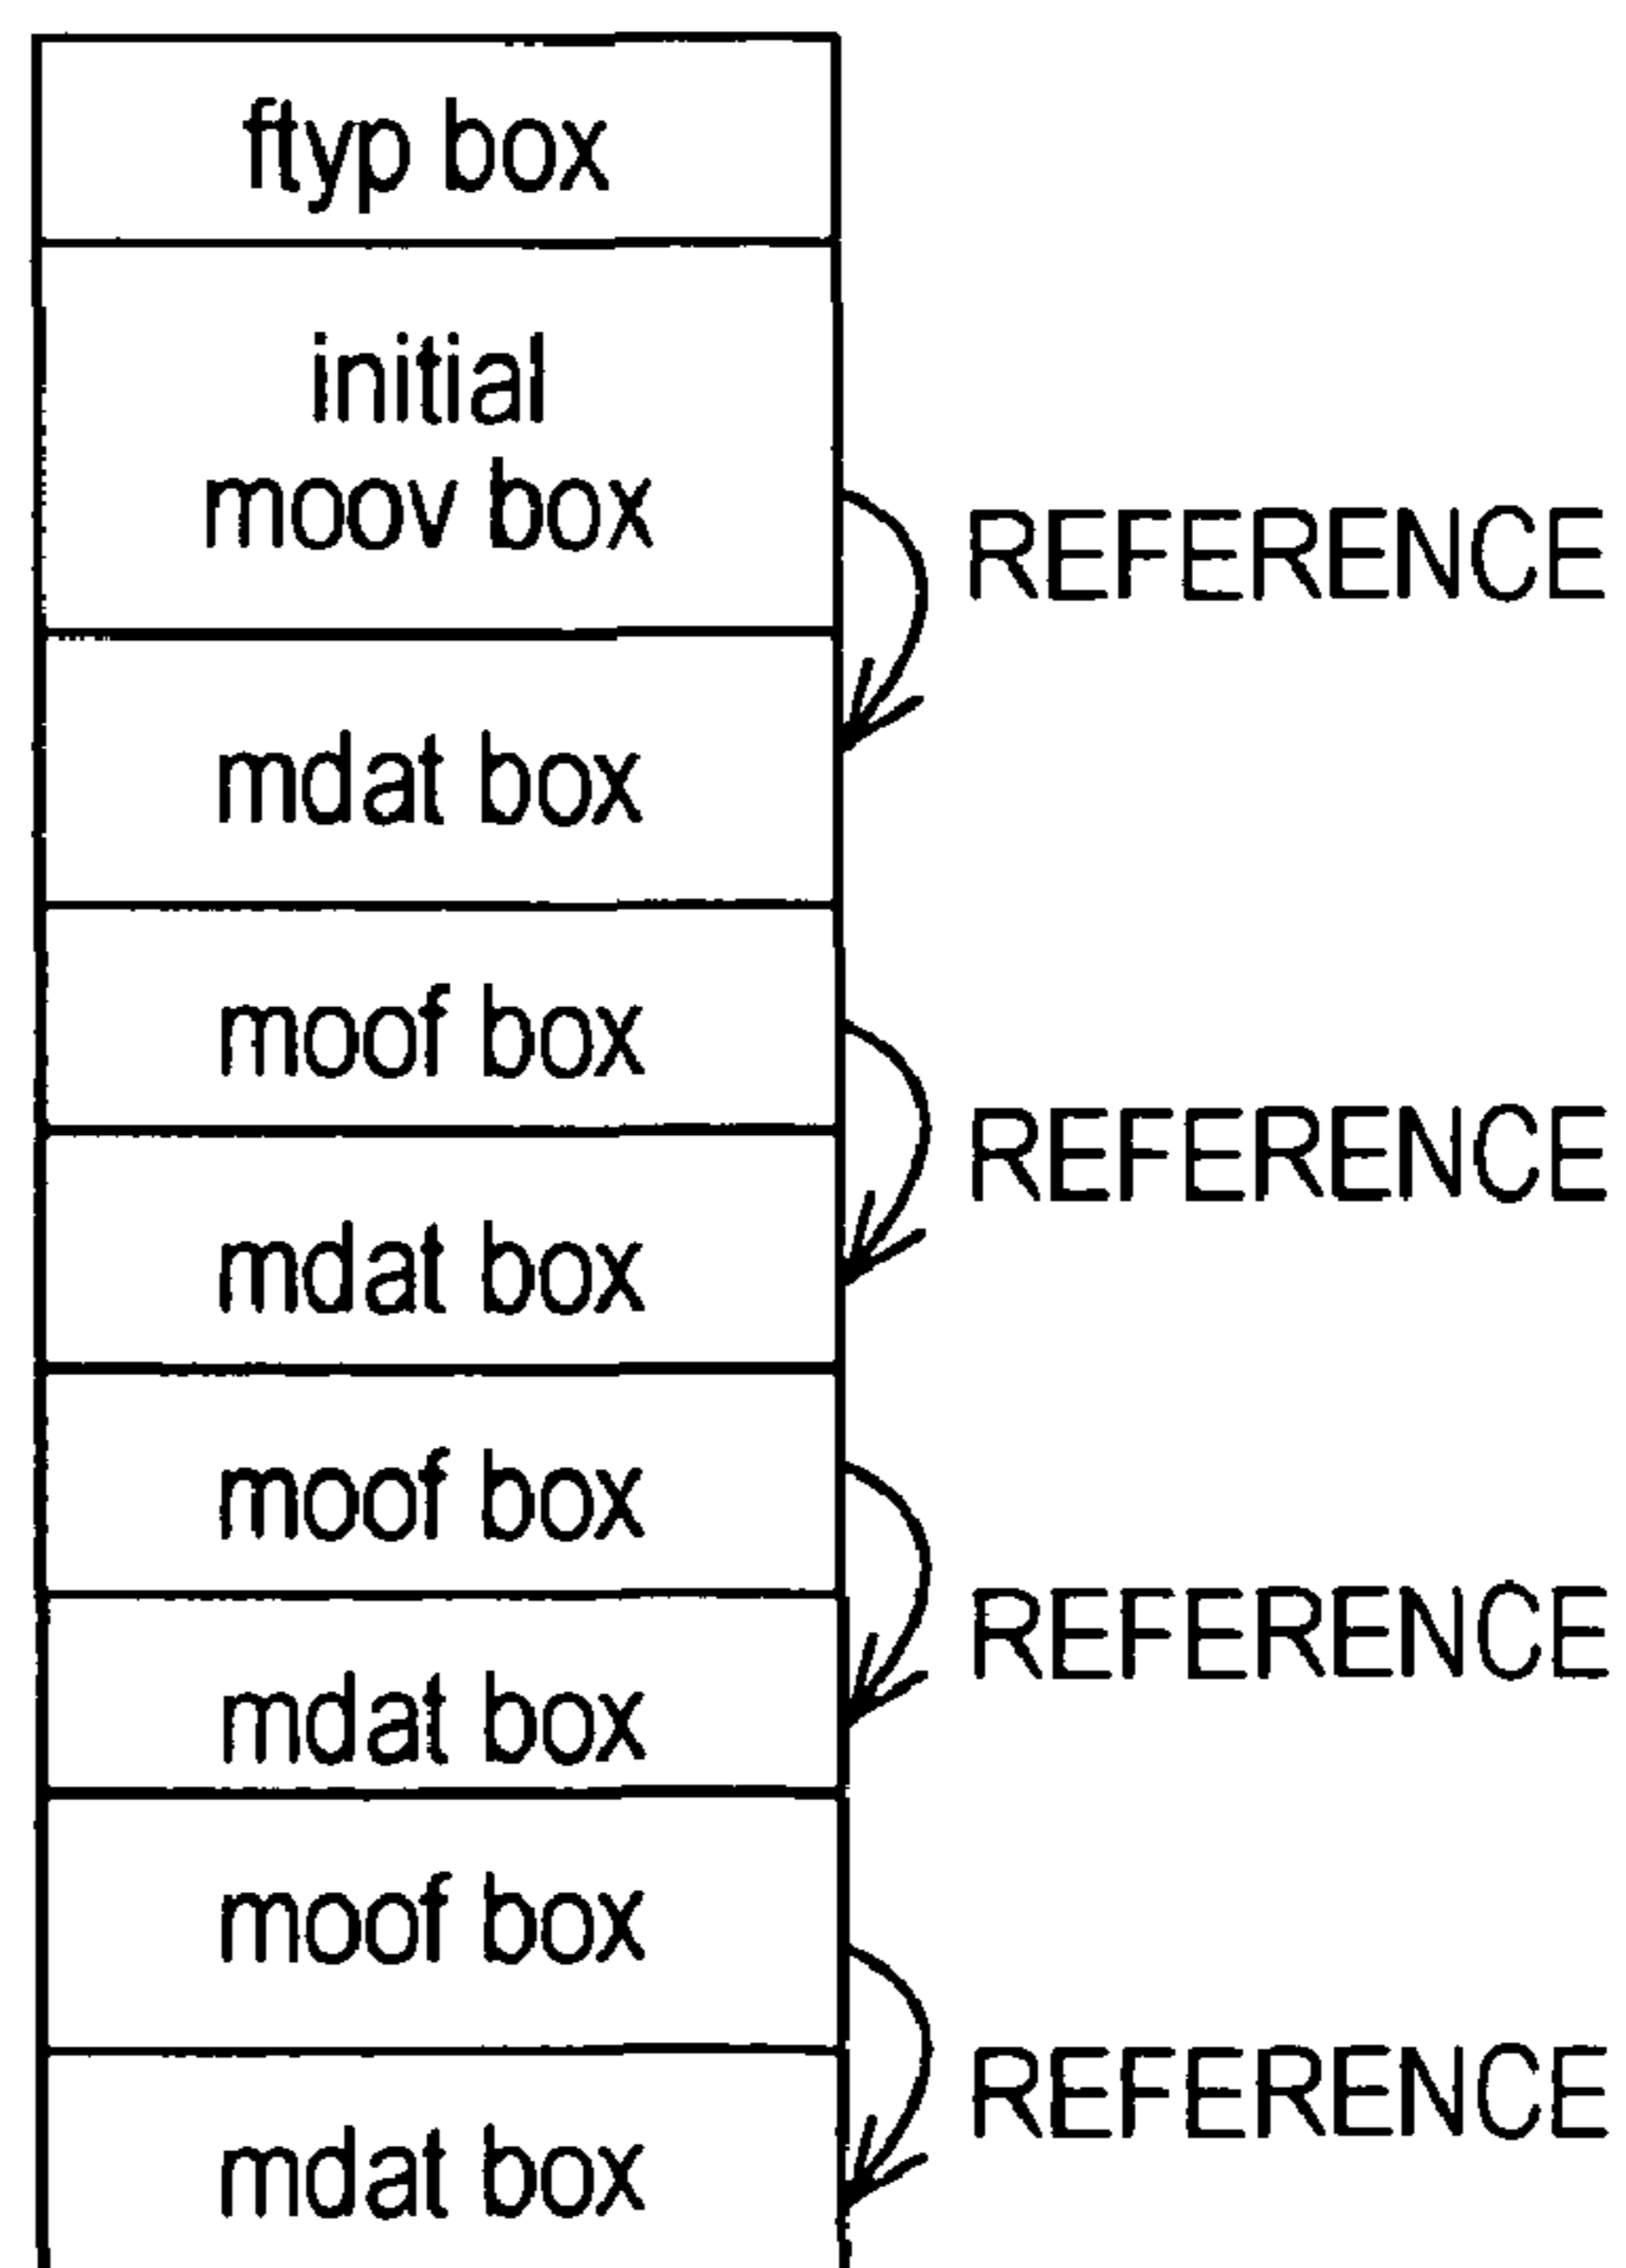 ftyp box
initial
moov box
REFERENCE
mdat box
moof box
REFERENCE
mdat box
moof box
REFERENCE
mdat box
moof box
REFERENCE
mdat box